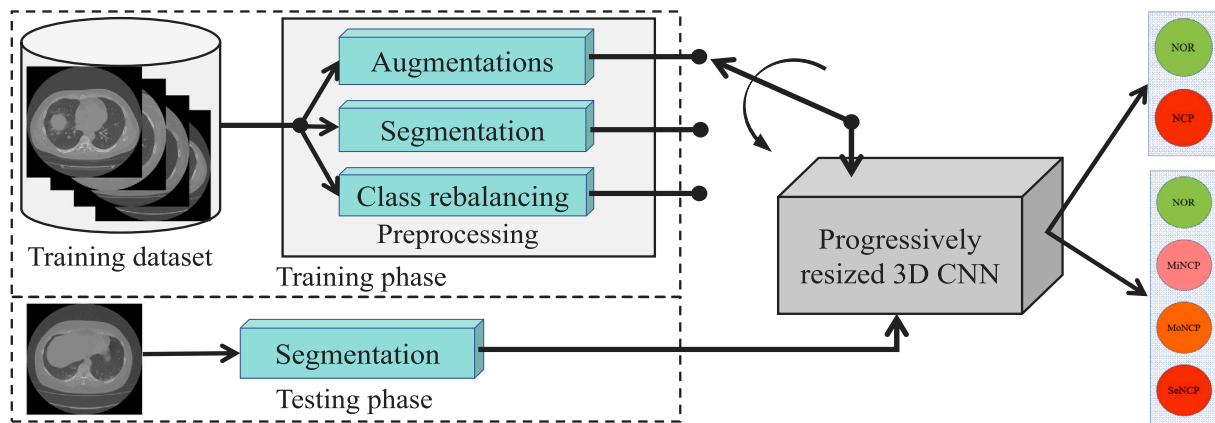 Augmentations
Segmentation
Class rebalancing
Preprocessing
Training dataset
Training phase
Segmentation
Testing phase
Progressively
resized 3D CNN
NOR
NCP
NOR
MiNCP
MoNCP
SeNCP